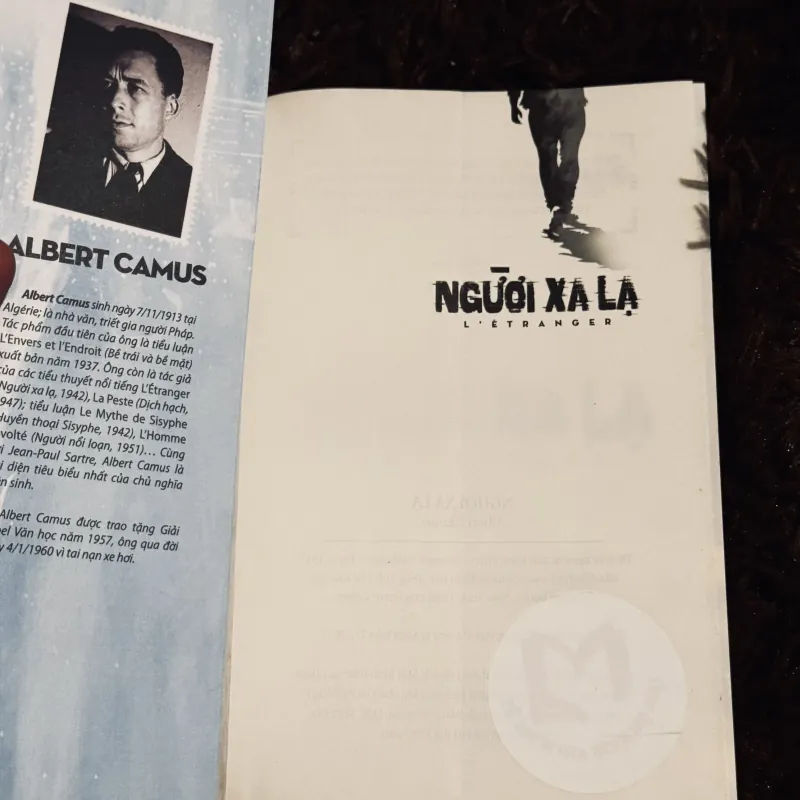 ALBERT CAMUS
Albert Camus sinh ngày 7/11/1913 tại
Algérie; là nhà văn, triết gia người Pháp.
Tác phẩm đầu tiên của ông là tiểu luận
L'Envers et l'Endroit (Bề trái và bề mặt)
xuất bản năm 1937. Ông còn là tác giả
của các tiểu thuyết nổi tiếng L'Étranger
Người xa lạ, 1942), La Peste (Dịch hạch,
947); tiểu luận Le Mythe de Sisyphe
Huyền thoại Sisyphe, 1942), L'Homme
évolté (Người nổi loạn, 1951)... Cùng
Jean-Paul Sartre, Albert Camus là
diện tiêu biểu nhất của chủ nghĩa
sinh.
Albert Camus được trao tặng Giải
Văn học năm 1957, ông qua đời
4/1/1960 vì tai nạn xe hơi.
NGƯỜI XA LẠ
L'ÉTRANGER